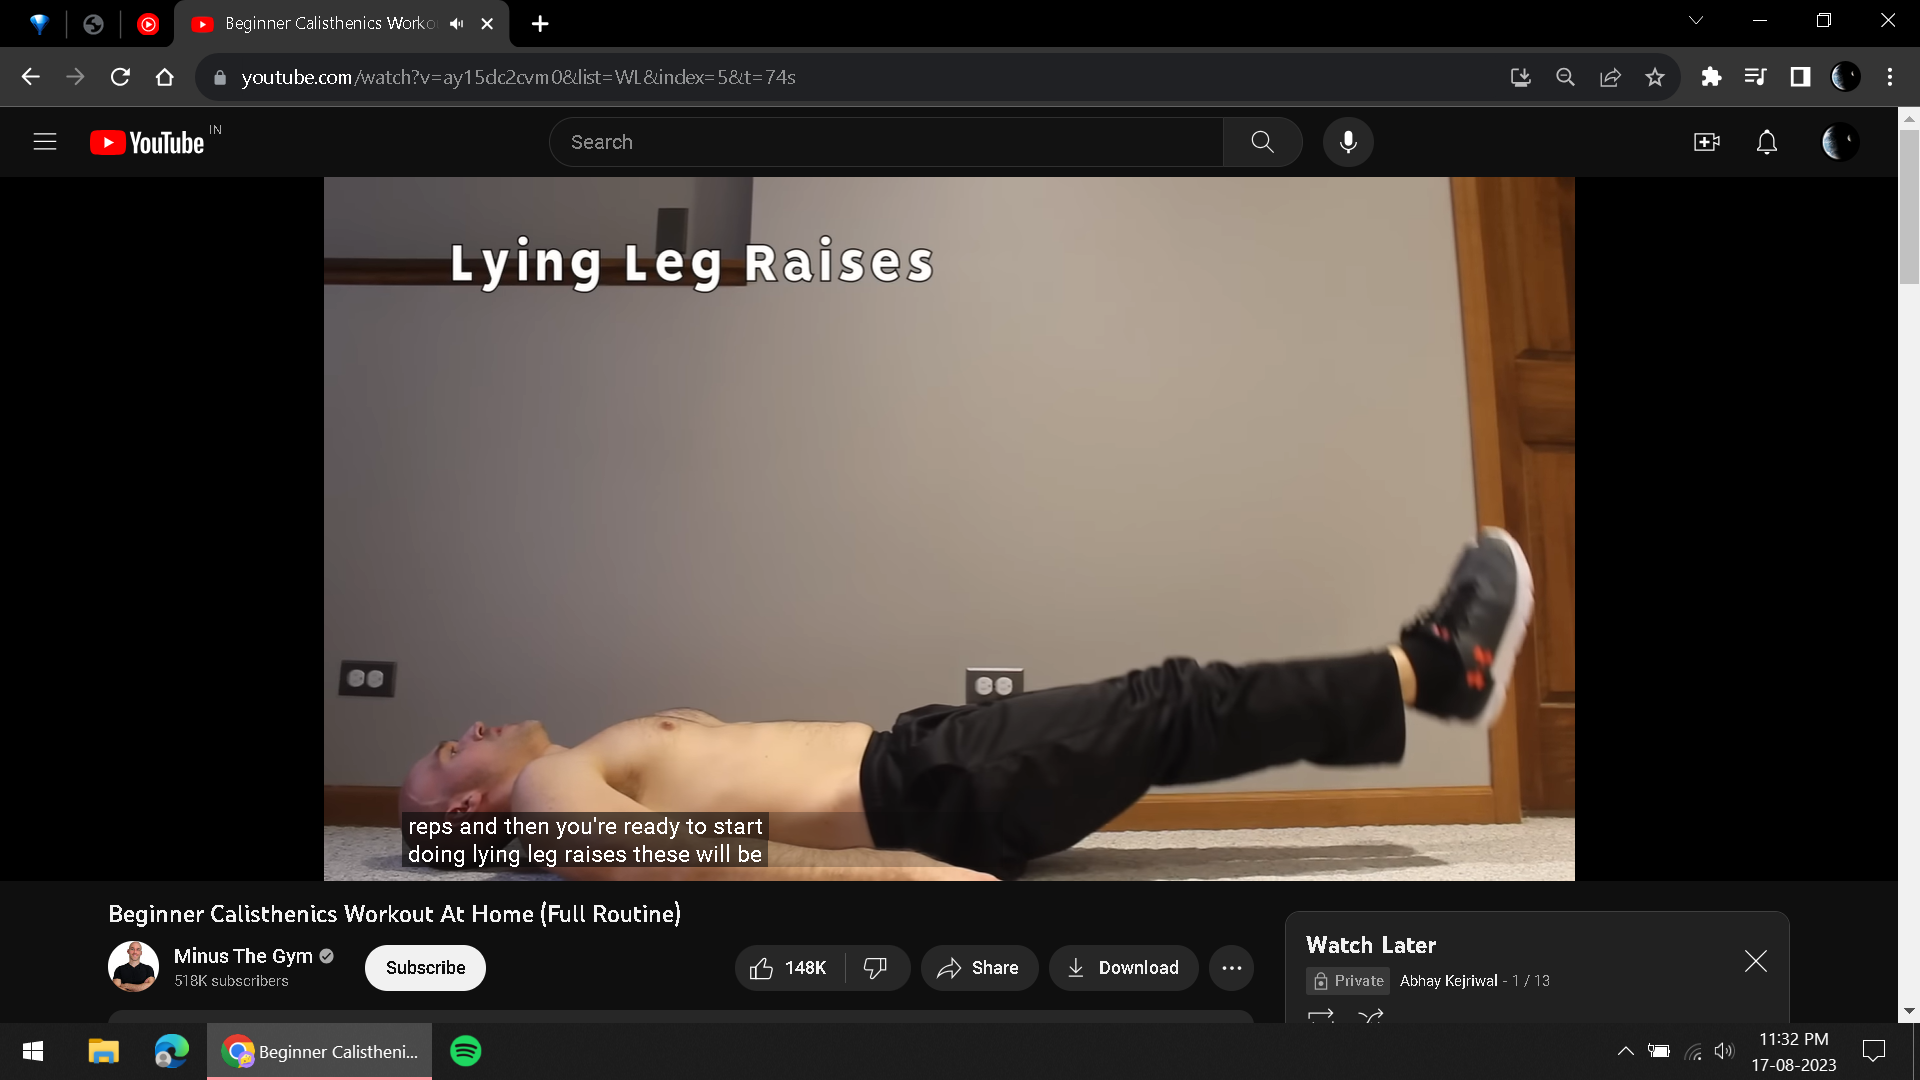 Beginner Calisthenics Worko
youtube.com/watch?v=ay15dc2cvm0&list=WL&index=5&t=74s
YouTube IN
Search
Lying Leg Raises
reps and then you're ready to start
doing lying leg raises these will be
Beginner Calisthenics Workout At Home (Full Routine)
Minus The Gym
518K subscribers
Subscribe
148K
Share
Download
Watch Later
Private Abhay Kejriwal - 1 / 13
Beginner Calistheni...
11:32 PM
17-08-2023